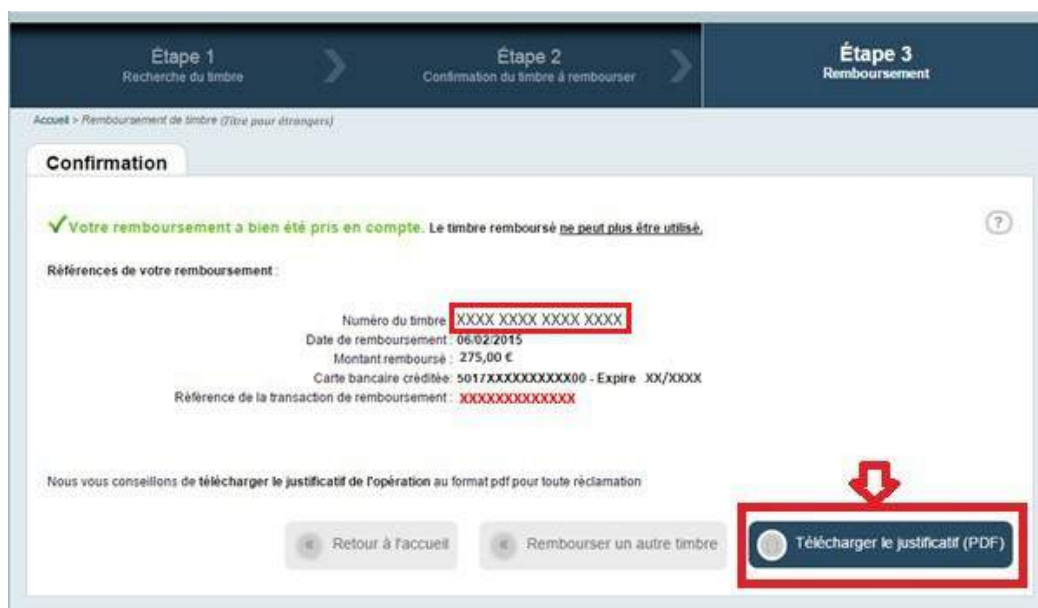 Étape 1
Recherche du timbre
Étape 2
Confirmation du timbre à rembourser
Étape 3
Remboursement
Accueil > Remboursement de timbre (Titre pour étrangers)
Confirmation
Votre remboursement a bien été pris en compte. Le timbre remboursé ne peut plus être utilisé.
?
Références de votre remboursement :
Numéro du timbre XXXX XXXX XXXX XXXX
Date de remboursement : 06/02/2015
Montant remboursé : 275,00 €
Carte bancaire créditée: 5017XXXXXXXXXX00 - Expire XX/XXXX
Référence de la transaction de remboursement : XXXXXXXXXXXXX
Nous vous conseillons de télécharger le justificatif de l'opération au format pdf pour toute réclamation
Retour à l'accueil
Rembourser un autre timbre
Télécharger le justificatif (PDF)